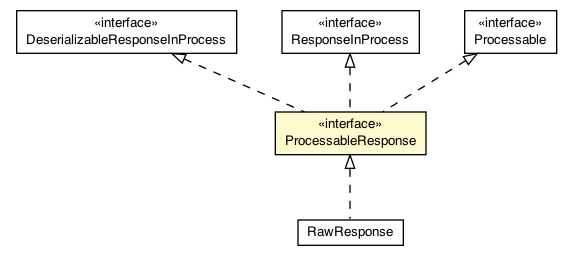 «interface»
DeserializableResponseInProcess
«interface»
ResponseInProcess
«interface»
Processable
«interface»
ProcessableResponse
RawResponse